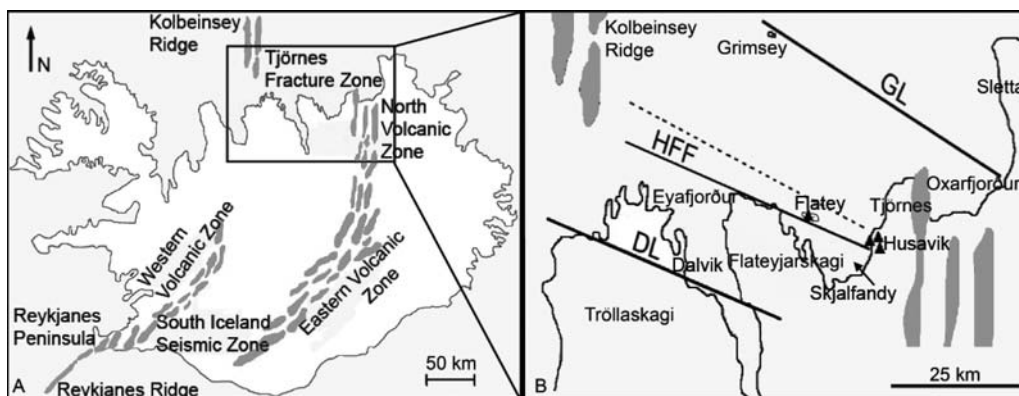 Kolbeinsey
Ridge
N
Tjörnes
Fracture Zone
North
Volcanic
Zone
Western
Volcanic Zone
Eastern Volcanic
Zone
Reykjanes
Peninsula
South Iceland
Seismic Zone
50 km
A
Reykjanes Ridge
B
Kolbeinsey
Ridge
Grimsey
GL
Sletta
HFF
Oxarfjorður
Eyafjorður
Flatey
Tjörnes
Husavik
DL
Dalvik
Flateyjarskagi
Skjalfandy
Tröllaskagi
25 km